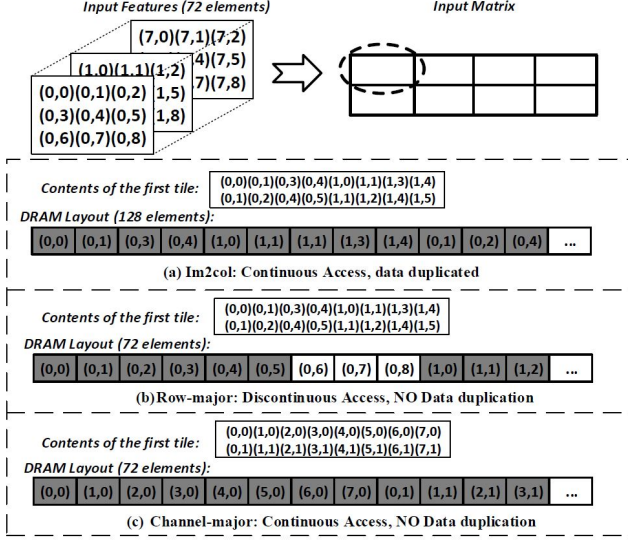 Input Features (72 elements)
Input Matrix
(7,0)(7,1)(7,2)
,4)(7,5)
,7)(7,8)
(1,0)(1,1)(1,2)
1,5)
1,8)
(0,0)(0,1)(0,2)
(0,3)(0,4)(0,5)
(0,6)(0,7)(0,8)
Contents of the first tile:
(0,0)(0,1)(0,3)(0,4)(1,0)(1,1)(1,3)(1,4)
(0,1)(0,2)(0,4)(0,5)(1,1)(1,2)(1,4)(1,5)
DRAM Layout (128 elements):
(0,0) (0,1) (0,3) (0,4) (1,0) (1,1) (1,1) (1,3) (1,4) (0,1) (0,2) (0,4) ...
(a) Im2col: Continuous Access, data duplicated
Contents of the first tile:
(0,0)(0,1)(0,3)(0,4)(1,0)(1,1)(1,3)(1,4)
(0,1)(0,2)(0,4)(0,5)(1,1)(1,2)(1,4)(1,5)
DRAM Layout (72 elements):
(0,0) (0,1) (0,2) (0,3) (0,4) (0,5) (0,6) (0,7) (0,8) (1,0) (1,1) (1,2) ...
(b)Row-major: Discontinuous Access, NO Data duplication
Contents of the first tile:
(0,0)(1,0)(2,0)(3,0)(4,0)(5,0)(6,0)(7,0)
(0,1)(1,1)(2,1)(3,1)(4,1)(5,1)(6,1)(7,1)
DRAM Layout (72 elements):
(0,0) (1,0) (2,0) (3,0) (4,0) (5,0) (6,0) (7,0) (0,1) (1,1) (2,1) (3,1) ...
(c) Channel-major: Continuous Access, NO Data duplication